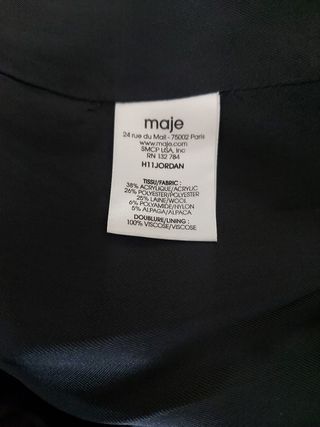 maje
24 rue du Mail - 75002 Paris
www.maje.com
SMCP USA, Inc
RN 132 784
H11JORDAN
TISSU/FABRIC :
38% ACRYLIQUE/ACRYLIC
26% POLYESTER/POLYESTER
25% LAINE/WOOL
6% POLYAMIDE/NYLON
5% ALPAGA/ALPACA
DOUBLURE/LINING :
100% VISCOSE/VISCOSE